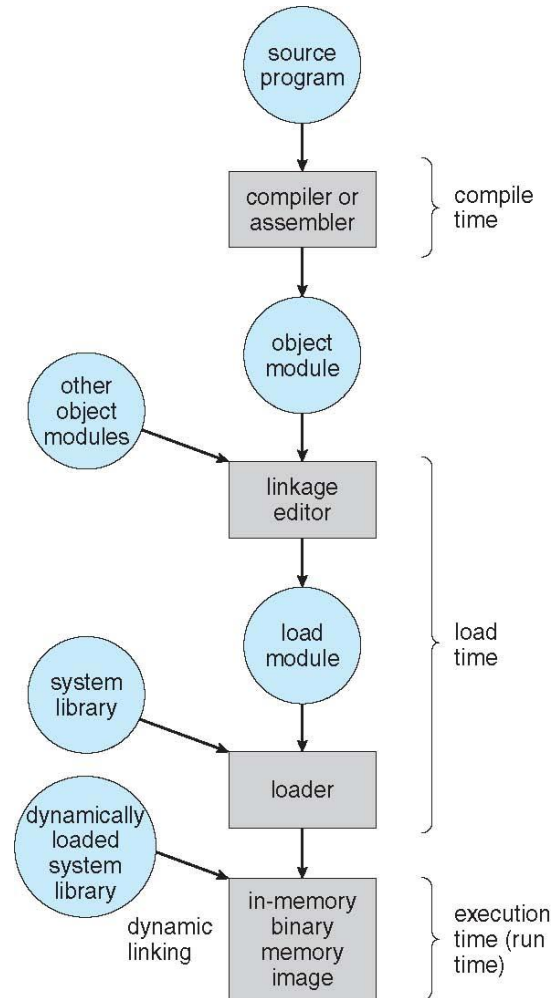 source
program
compiler or
assembler
compile
time
object
module
other
object
modules
linkage
editor
load
module
load
time
system
library
loader
dynamically
loaded
system
library
dynamic
linking
in-memory
binary
memory
image
execution
time (run
time)